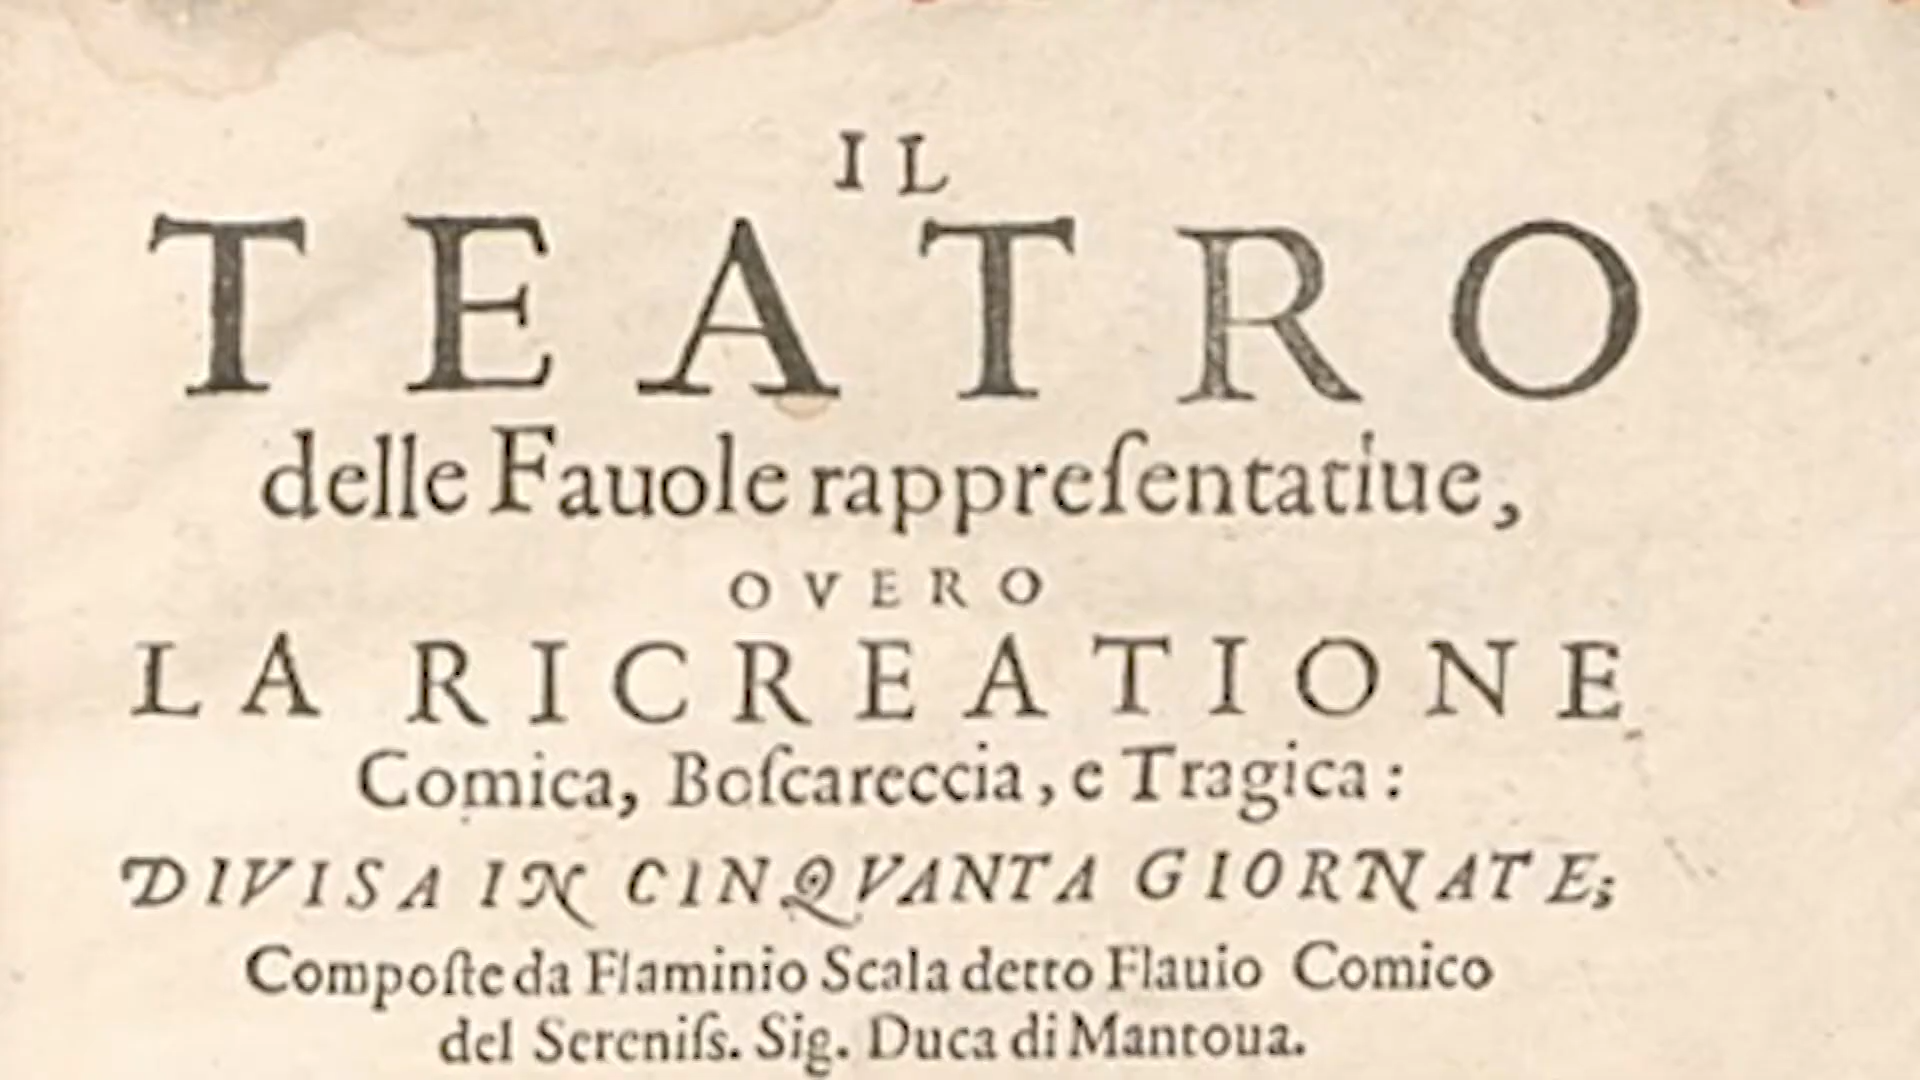 IL
TEATRO
delle Fauole rappreſentatiue,
OVERO
LA RICREATIONE
Comica, Boſcareccia, e Tragica:
DIVISA IN CINQVANTA GIORNATE;
Compoſte da Flaminio Scala detto Flauio Comico
del Sereniſs. Sig. Duca di Mantoua.